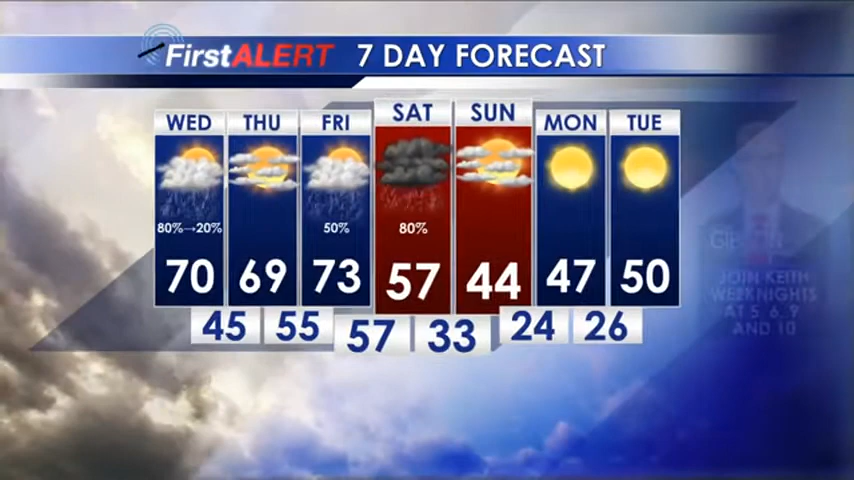 FirstALERT 7 DAY FORECAST
WED THU FRI SAT SUN MON TUE
80%→20% 50% 80%
70 69 73 57 44 47 50
45 55 57 33 24 26
JOIN KEITH
WEEKNIGHTS
AT 5, 6, 9
AND 10